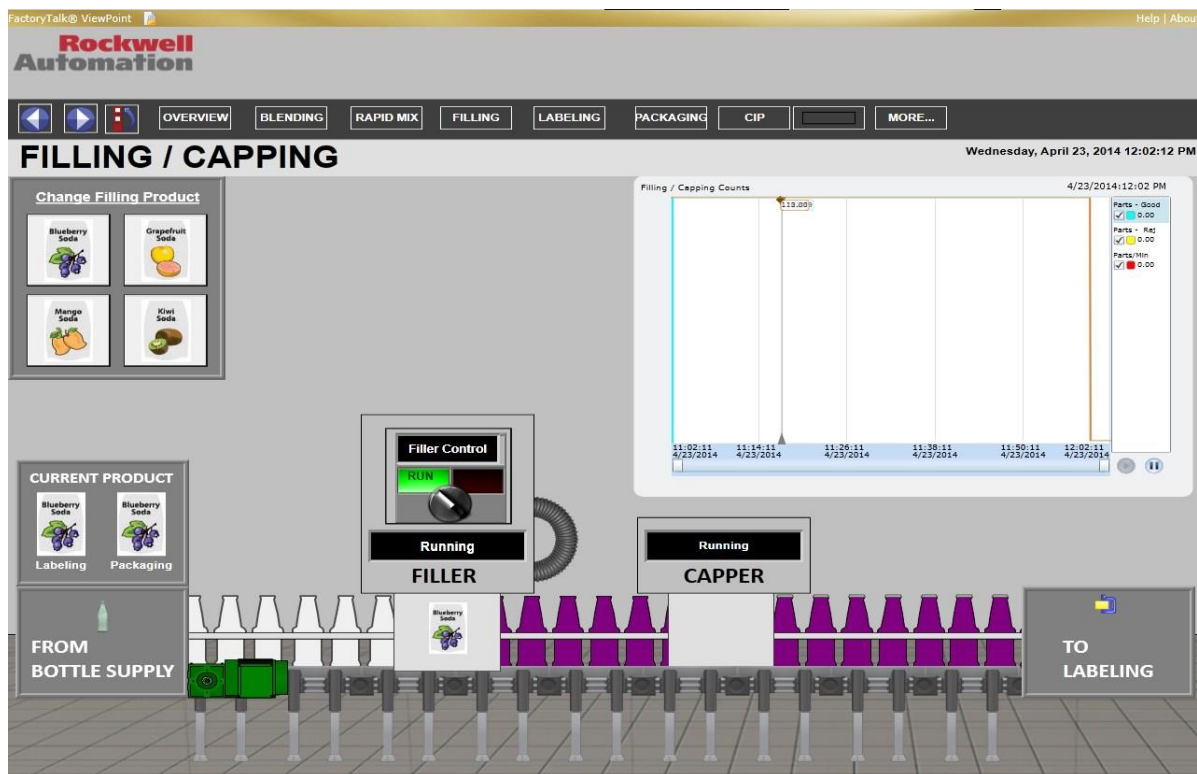 FactoryTalk® ViewPoint
Help | Abou
Rockwell
Automation
OVERVIEW
BLENDING
RAPID MIX
FILLING
LABELING
PACKAGING
CIP
MORE...
FILLING / CAPPING
Wednesday, April 23, 2014 12:02:12 PM
Change Filling Product
Blueberry
Soda
Grapefruit
Soda
Mango
Soda
Kiwi
Soda
Filling / Capping Counts
4/23/2014:12:02 PM
Parts - Good
0.00
Parts - Rej
0.00
Parts/Min
0.00
11:02:11
4/23/2014
11:14:11
4/23/2014
11:26:11
4/23/2014
11:38:11
4/23/2014
11:50:11
4/23/2014
12:02:11
4/23/2014
CURRENT PRODUCT
Blueberry
Soda
Blueberry
Soda
Labeling
Packaging
Filler Control
RUN
Running
FILLER
Running
CAPPER
Blueberry
Soda
FROM
BOTTLE SUPPLY
TO
LABELING